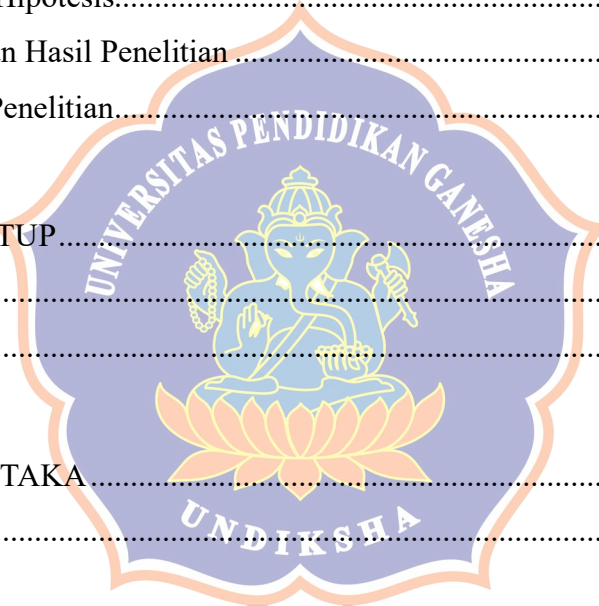 Hipotesis..........................................................
n Hasil Penelitian ................................................
Penelitian..........................................................
UNIVERSITAS PENDIDIKAN GANESHA
TUP......................................................................
..............................................................................
..............................................................................
TAKA..................................................................
UNDIKSHA
..............................................................................